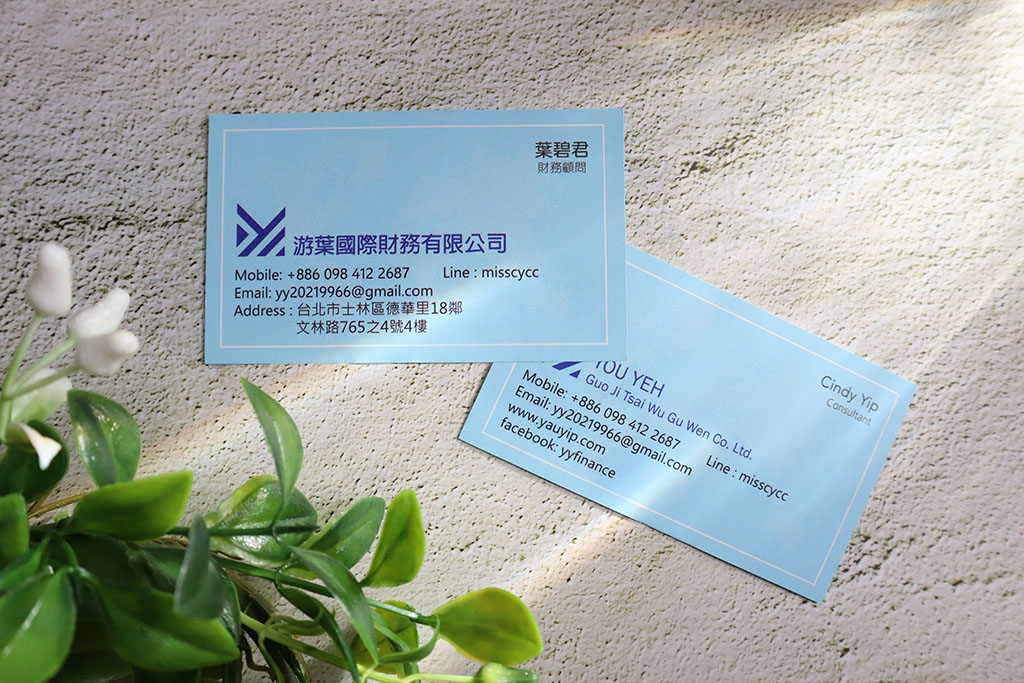 葉碧君
財務顧問
游葉國際財務有限公司
Mobile: +886 098 412 2687 Line : misscycc
Email: yy20219966@gmail.com
Address : 台北市士林區德華里18鄰
文林路765之4號4樓
Cindy Yip
Consultant
YOU YEH
Guo Ji Tsai Wu Gu Wen Co. Ltd.
Mobile: +886 098 412 2687 Line : misscycc
Email: yy20219966@gmail.com
www.yauyip.com
facebook: yyfinance